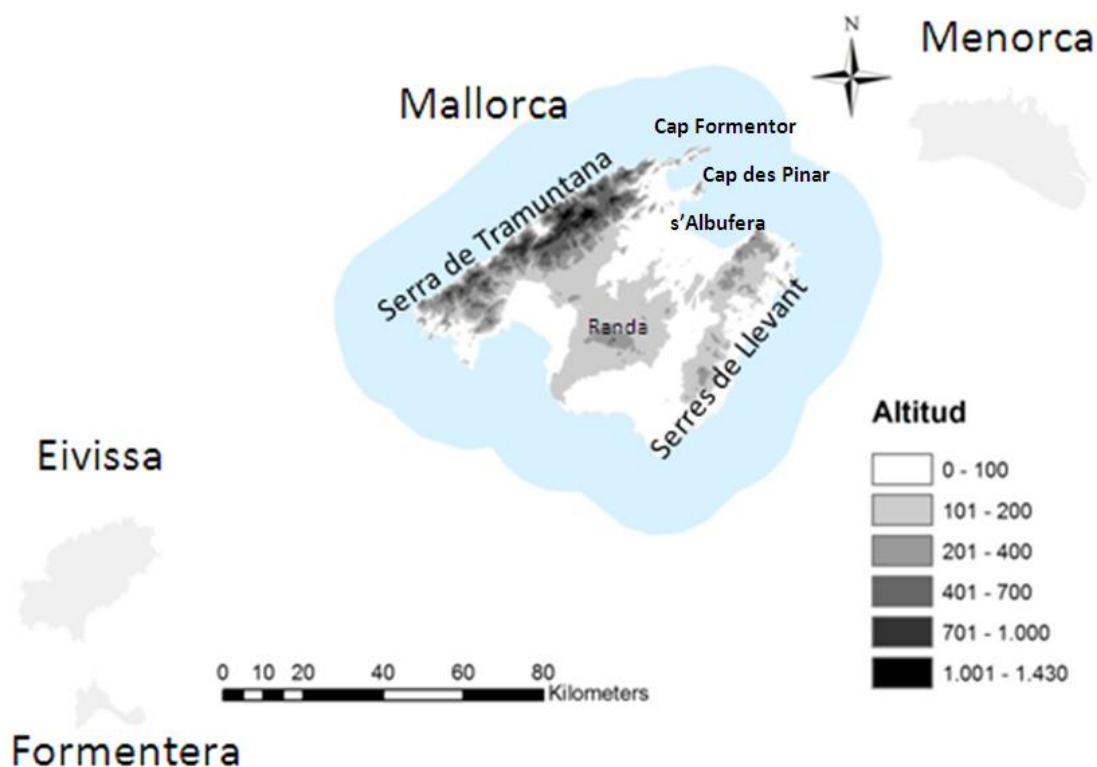 N
Menorca
Mallorca
Cap Formentor
Cap des Pinar
s'Albufera
Serra de Tramuntana
Randa
Serres de Llevant
Altitud
0 - 100
101 - 200
201 - 400
401 - 700
701 - 1.000
1.001 - 1.430
Eivissa
0 10 20 40 60 80
Kilometers
Formentera